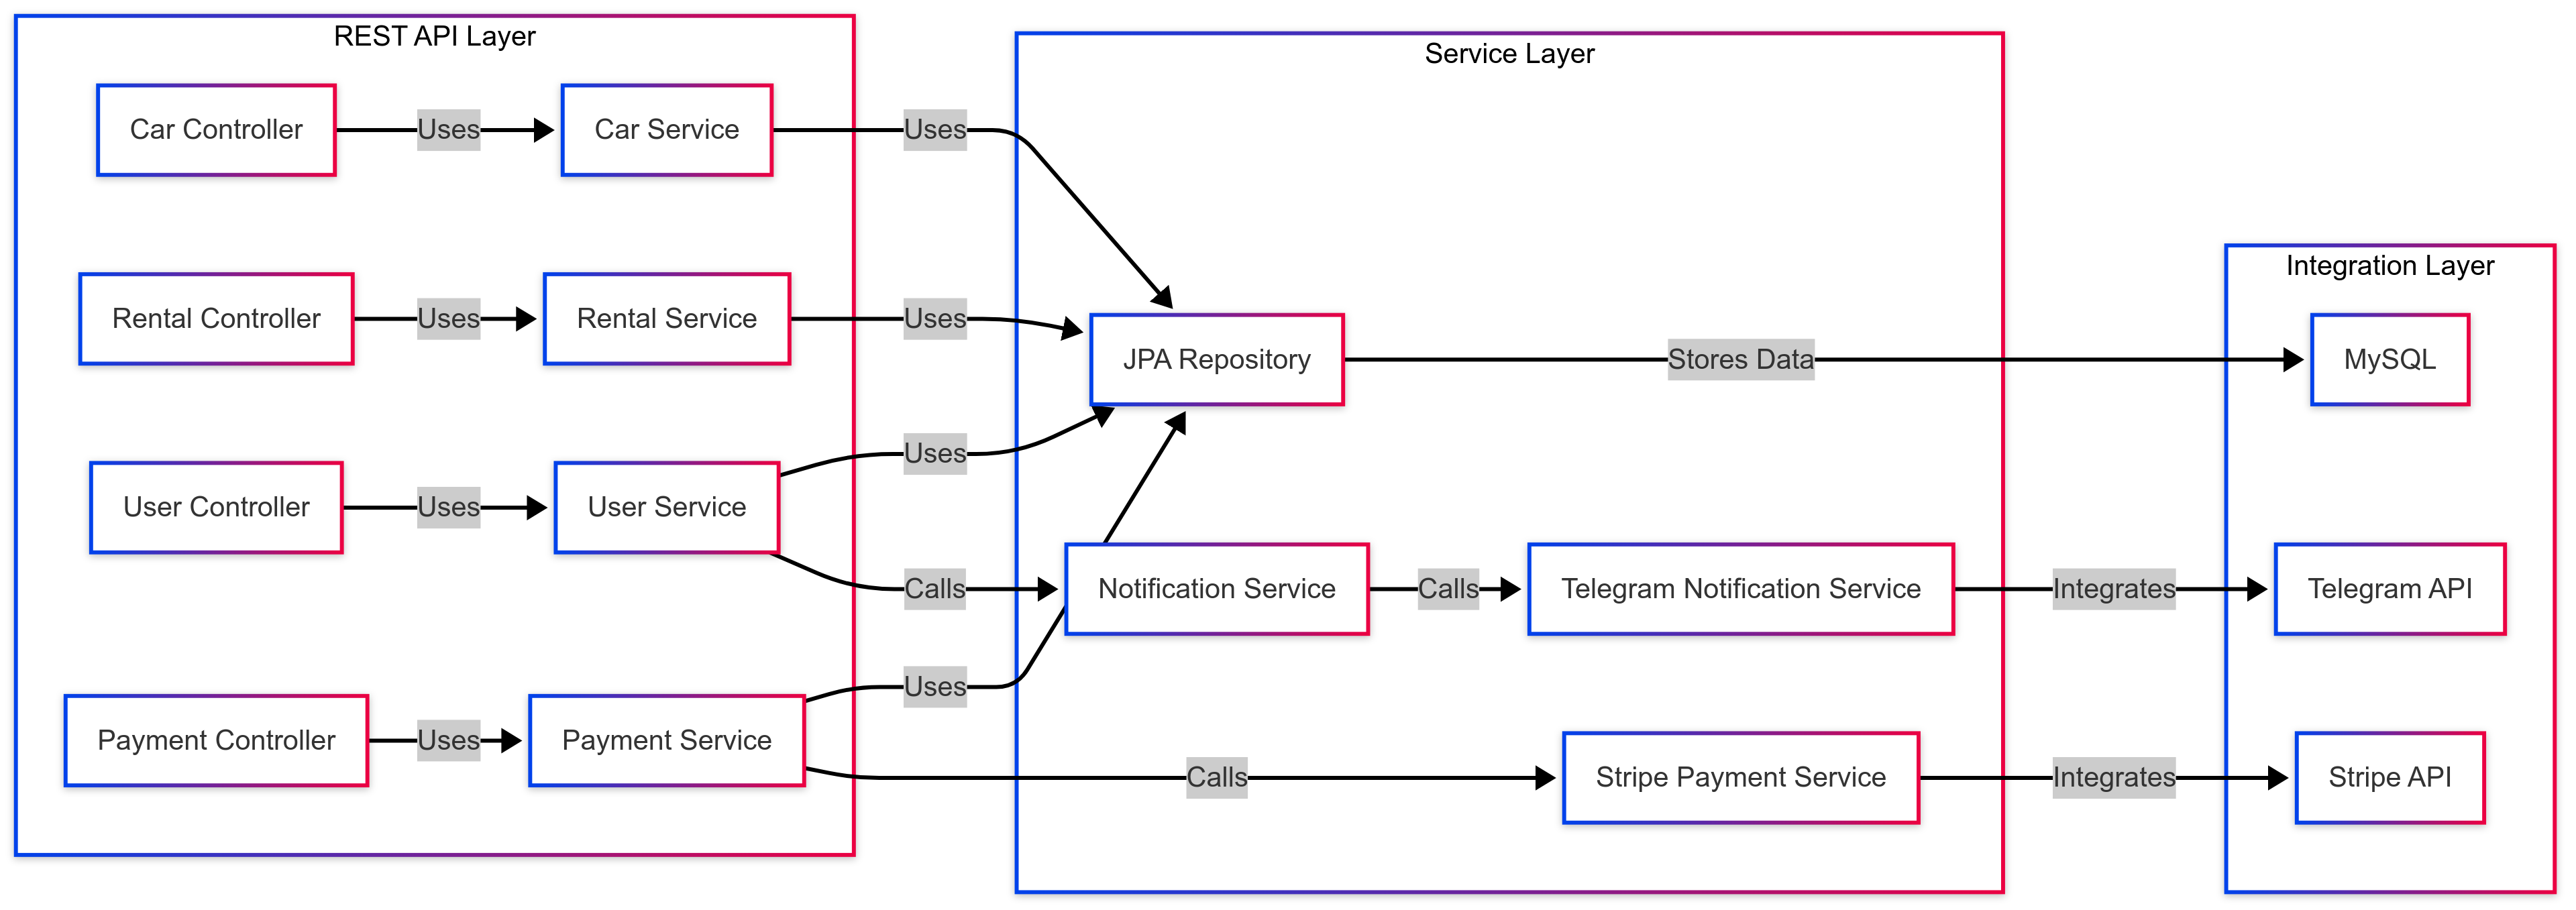 REST API Layer
Car Controller
Uses
Car Service
Uses
Rental Controller
Uses
Rental Service
Uses
User Controller
Uses
User Service
Uses
Calls
Payment Controller
Uses
Payment Service
Uses
Calls
Service Layer
JPA Repository
Stores Data
Notification Service
Calls
Telegram Notification Service
Integrates
Stripe Payment Service
Integrates
Integration Layer
MySQL
Telegram API
Stripe API